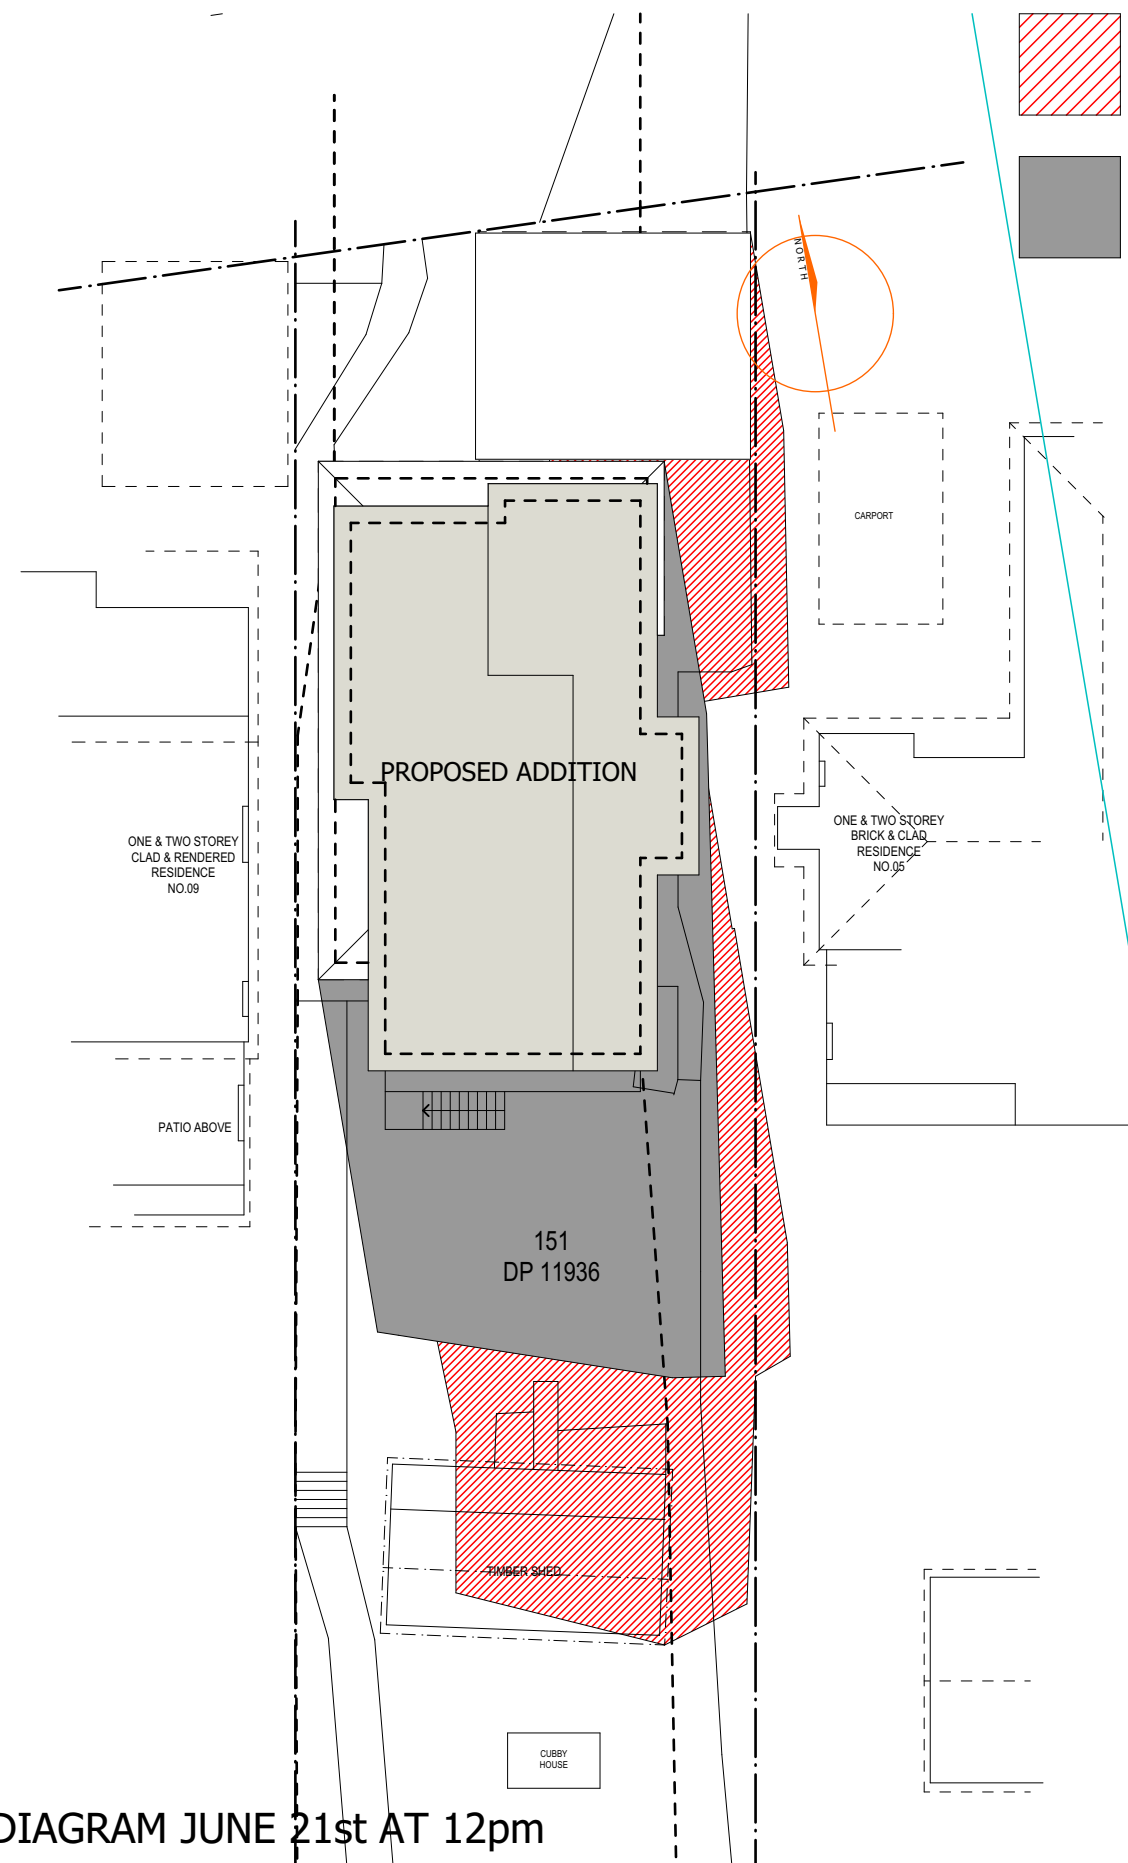 NORTH
CARPORT
PROPOSED ADDITION
ONE & TWO STOREY
CLAD & RENDERED
RESIDENCE
NO.09
ONE & TWO STOREY
BRICK & CLAD
RESIDENCE
NO.05
PATIO ABOVE
151
DP 11936
TIMBER SHED
CUBBY
HOUSE
DIAGRAM JUNE 21st AT 12pm